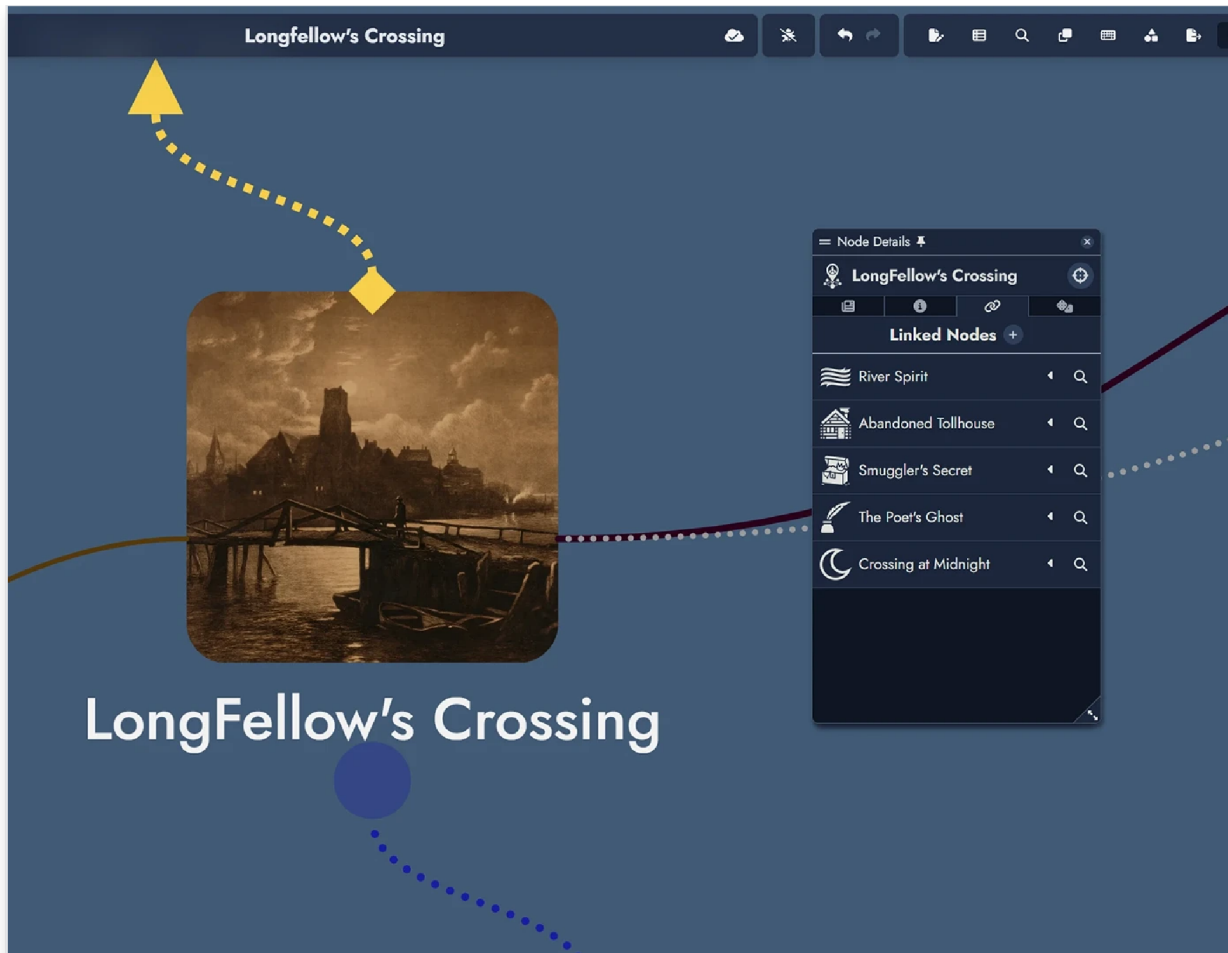 Longfellow's Crossing
Node Details
LongFellow's Crossing
Linked Nodes +
River Spirit
Abandoned Tollhouse
Smuggler's Secret
The Poet's Ghost
Crossing at Midnight
LongFellow's Crossing